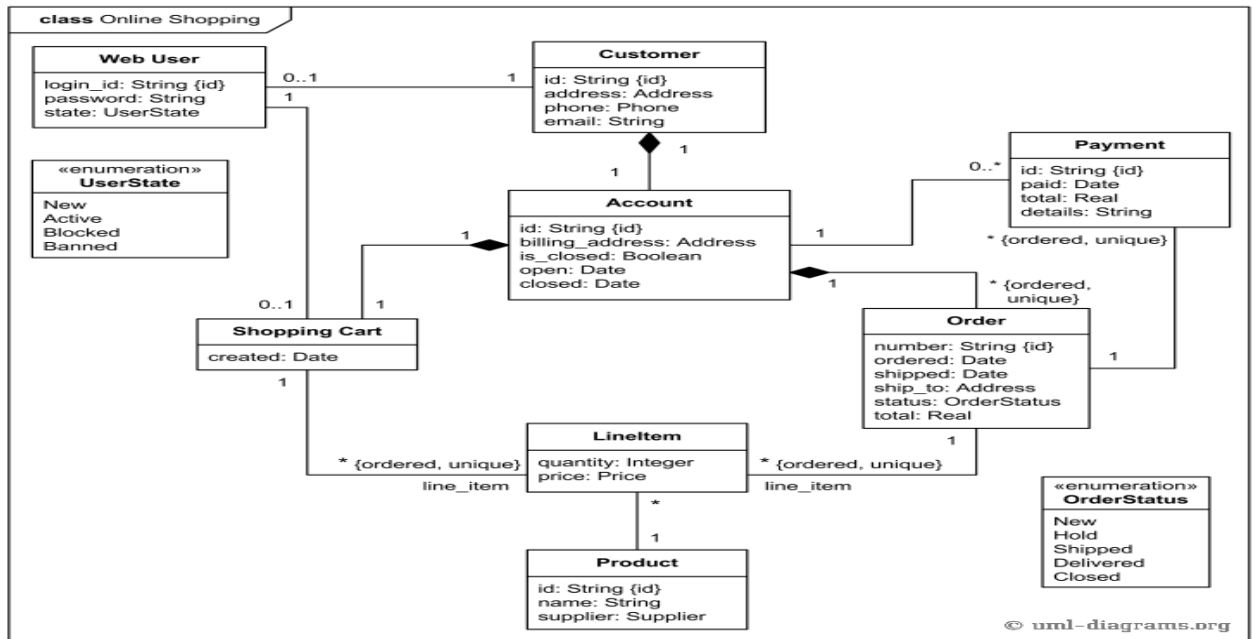 class Online Shopping
Web User
login_id: String {id}
password: String
state: UserState
0..1
1
1
Customer
id: String {id}
address: Address
phone: Phone
email: String
1
1
«enumeration»
UserState
New
Active
Blocked
Banned
Account
id: String {id}
billing_address: Address
is_closed: Boolean
open: Date
closed: Date
1
1
1
Payment
id: String {id}
paid: Date
total: Real
details: String
0..*
* {ordered, unique}
* {ordered,
unique}
0..1
1
Shopping Cart
created: Date
1
Order
number: String {id}
ordered: Date
shipped: Date
ship_to: Address
status: OrderStatus
total: Real
1
1
LineItem
quantity: Integer
price: Price
* {ordered, unique}
line_item
* {ordered, unique}
line_item
*
1
Product
id: String {id}
name: String
supplier: Supplier
«enumeration»
OrderStatus
New
Hold
Shipped
Delivered
Closed
© uml-diagrams.org